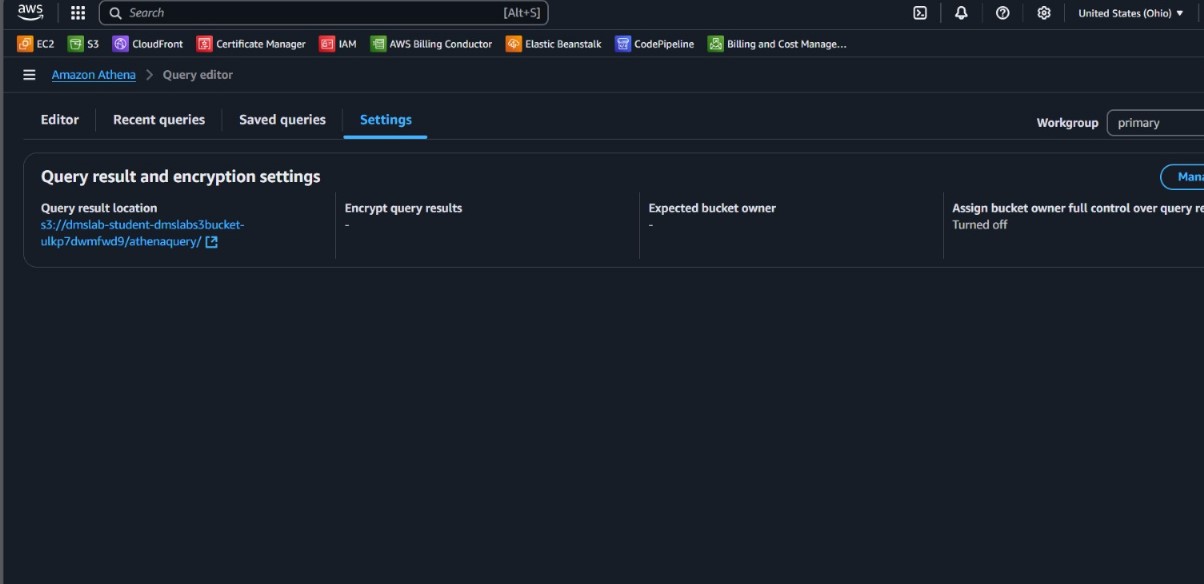 aws
Search [Alt+S] United States (Ohio)
EC2 S3 CloudFront Certificate Manager IAM AWS Billing Conductor Elastic Beanstalk CodePipeline Billing and Cost Manage...
Amazon Athena > Query editor
Editor Recent queries Saved queries Settings
Workgroup primary
Query result and encryption settings
Mana
Query result location
s3://dmslab-student-dmslabs3bucket-
ulkp7dwmfwd9/athenaquery/
Encrypt query results
-
Expected bucket owner
-
Assign bucket owner full control over query re
Turned off